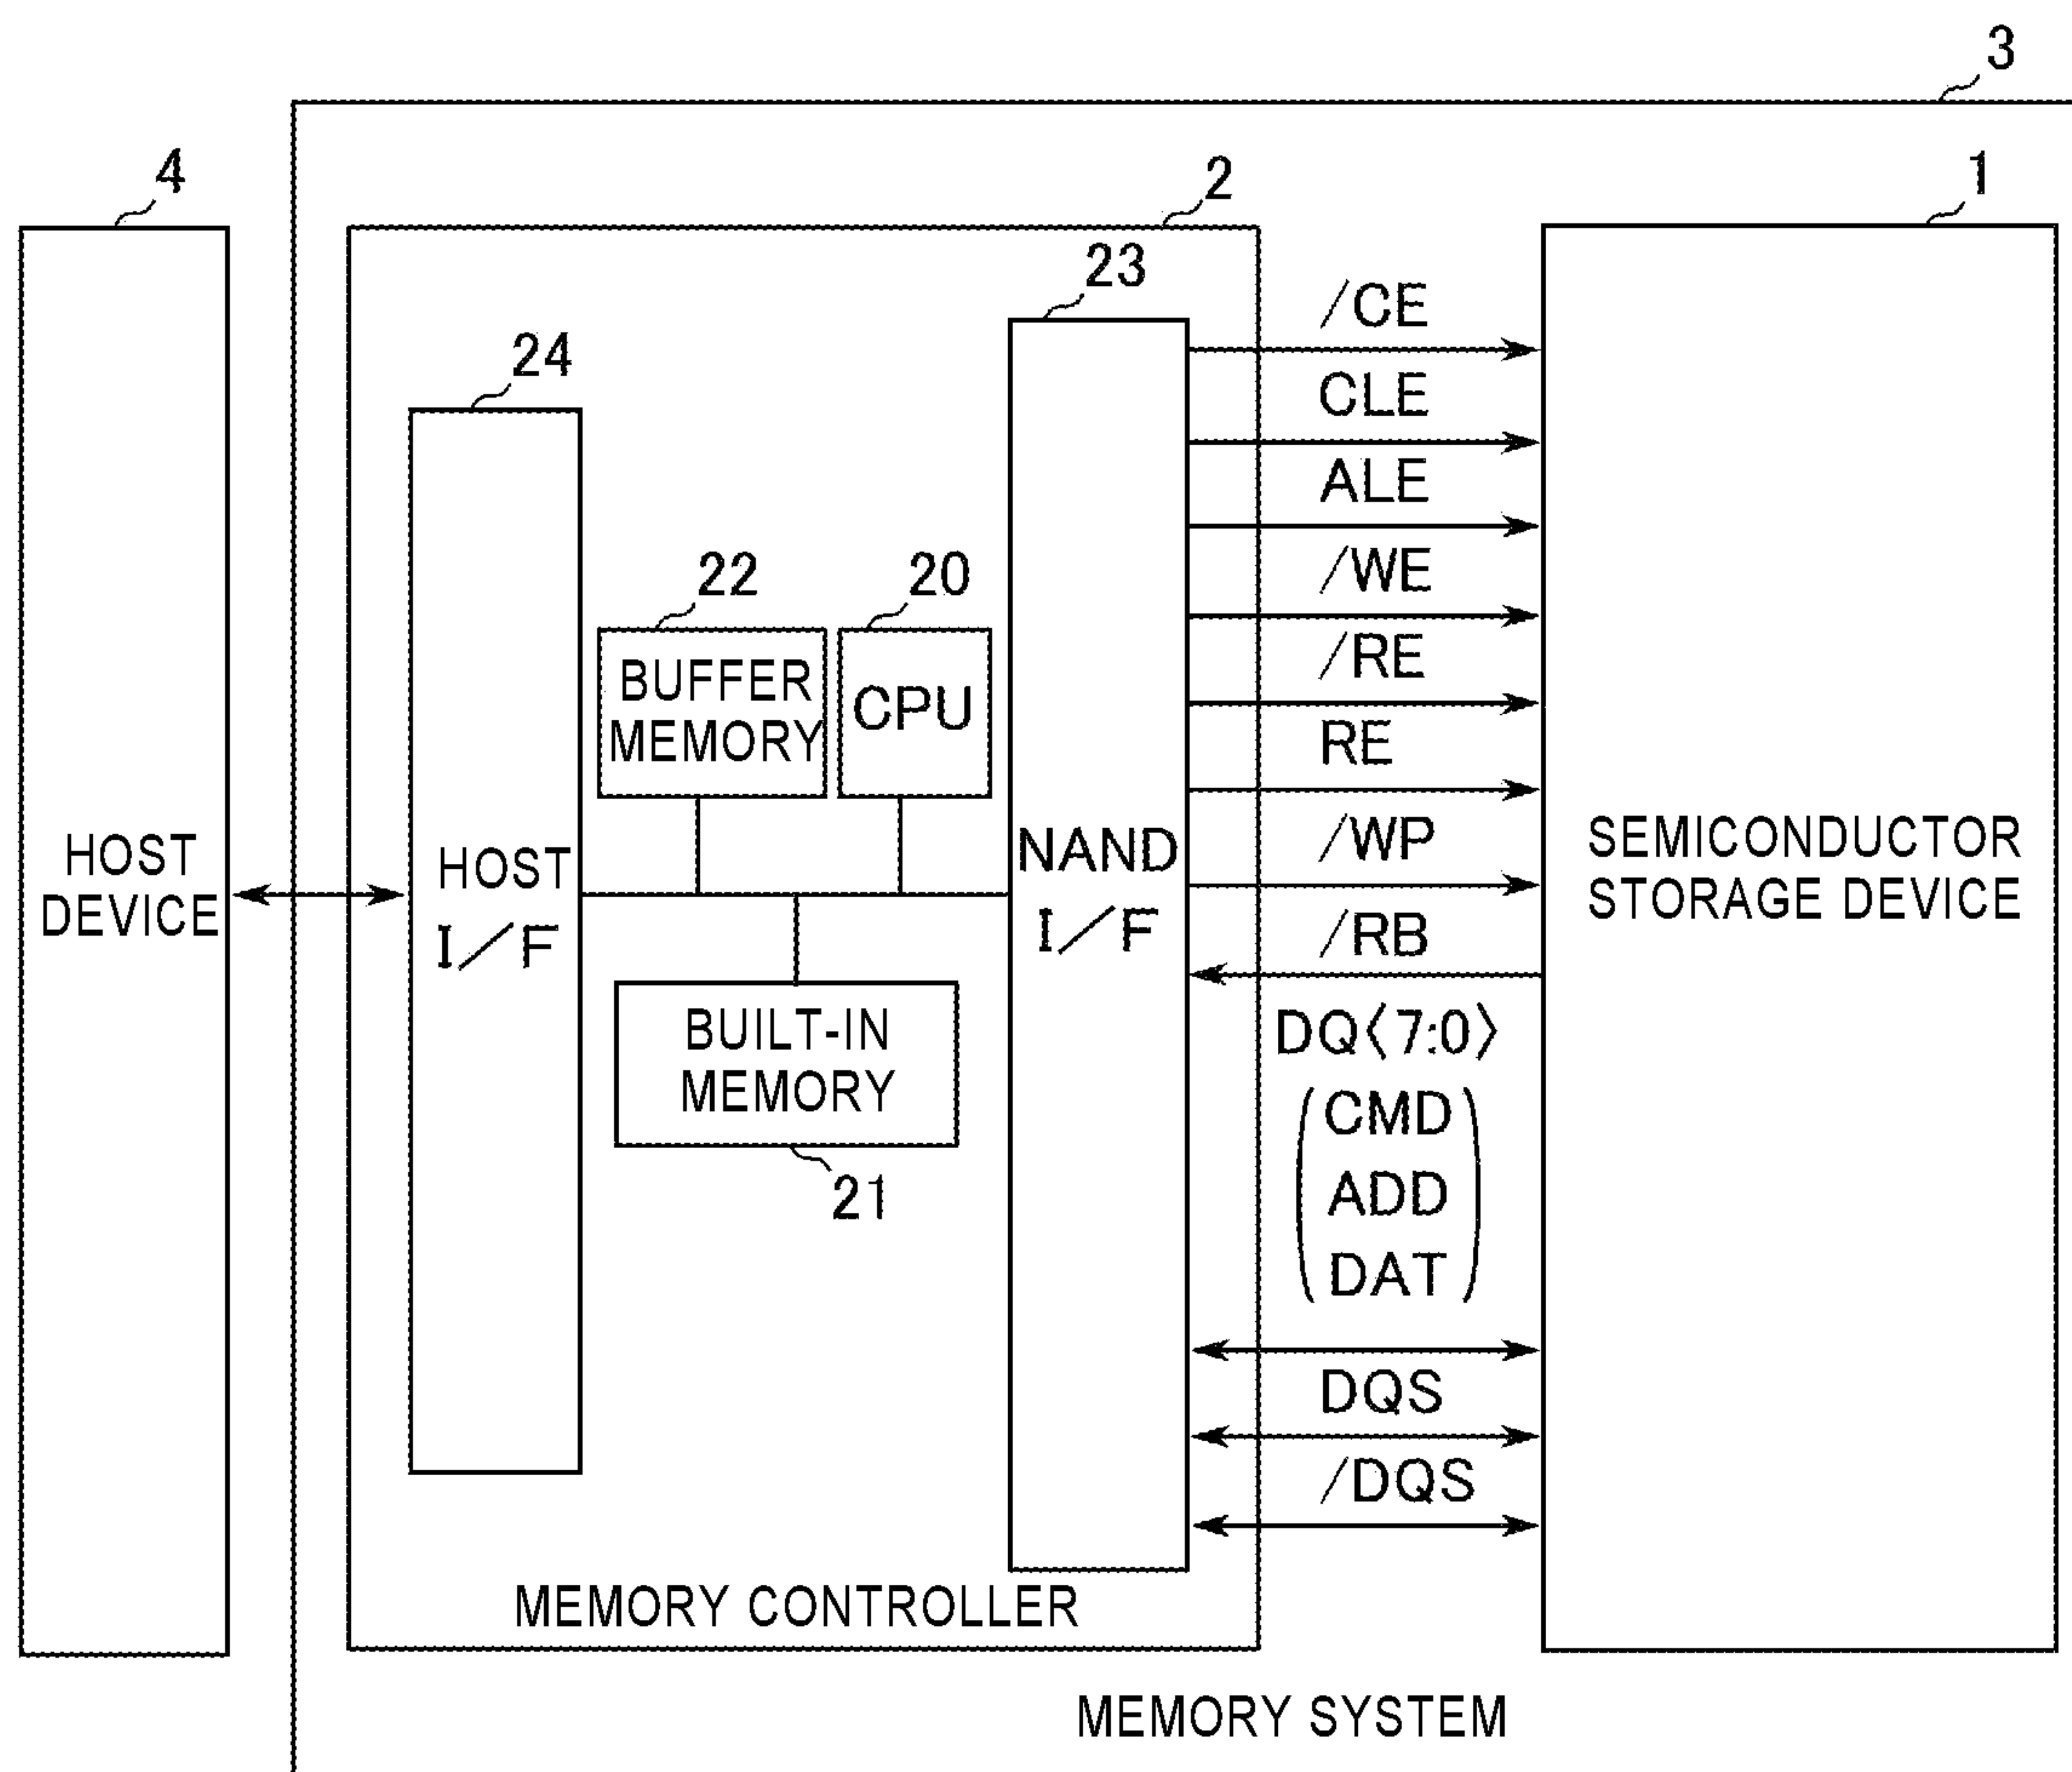 3
4
2
1
23
/CE
24
CLE
ALE
22
20
/WE
BUFFER
MEMORY
CPU
/RE
RE
HOST
DEVICE
HOST
I/F
NAND
I/F
/WP
SEMICONDUCTOR
STORAGE DEVICE
/RB
BUILT-IN
MEMORY
21
DQ〈7:0〉
(CMD
ADD
DAT)
DQS
/DQS
MEMORY CONTROLLER
MEMORY SYSTEM